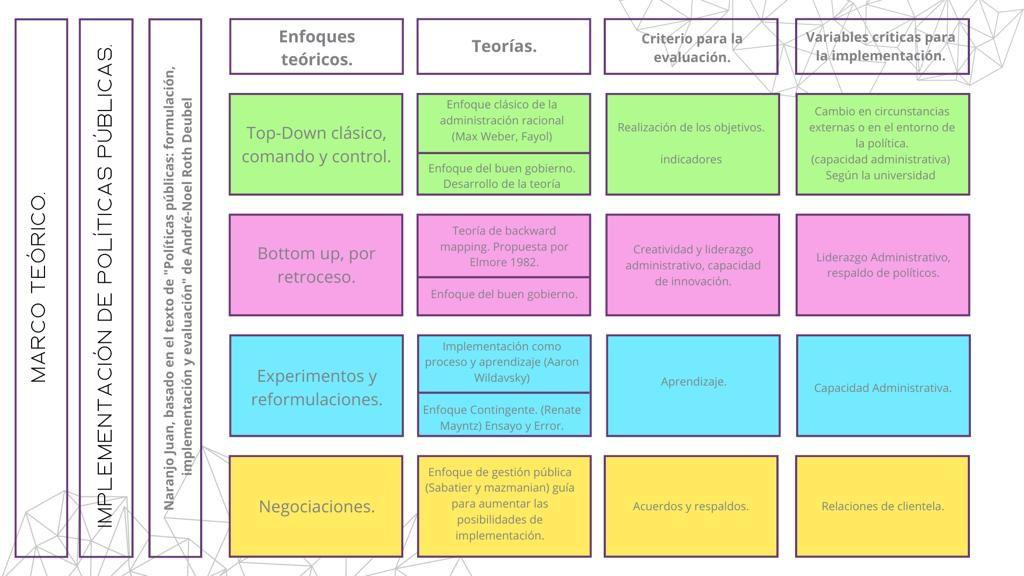 MARCO TEÓRICO.
IMPLEMENTACIÓN DE POLÍTICAS PÚBLICAS.
Naranjo Juan, basado en el texto de "Políticas públicas: formulación,
implementación y evaluación" de André-Noel Roth Deubel
Enfoques
teóricos.
Teorías.
Criterio para la
evaluación.
Variables criticas para
la implementación.
Top-Down clásico,
comando y control.
Enfoque clásico de la
administración racional
(Max Weber, Fayol)
Enfoque del buen gobierno.
Desarrollo de la teoría
Realización de los objetivos.
indicadores
Cambio en circunstancias
externas o en el entorno de
la política.
(capacidad administrativa)
Según la universidad
Bottom up, por
retroceso.
Teoría de backward
mapping. Propuesta por
Elmore 1982.
Enfoque del buen gobierno.
Creatividad y liderazgo
administrativo, capacidad
de innovación.
Liderazgo Administrativo,
respaldo de políticos.
Experimentos y
reformulaciones.
Implementación como
proceso y aprendizaje (Aaron
Wildavsky)
Enfoque Contingente. (Renate
Mayntz) Ensayo y Error.
Aprendizaje.
Capacidad Administrativa.
Negociaciones.
Enfoque de gestión pública
(Sabatier y mazmanian) guía
para aumentar las
posibilidades de
implementación.
Acuerdos y respaldos.
Relaciones de clientela.